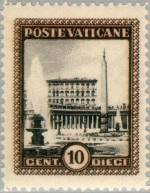 POSTE VATICANE
CENT. 10 DIECI